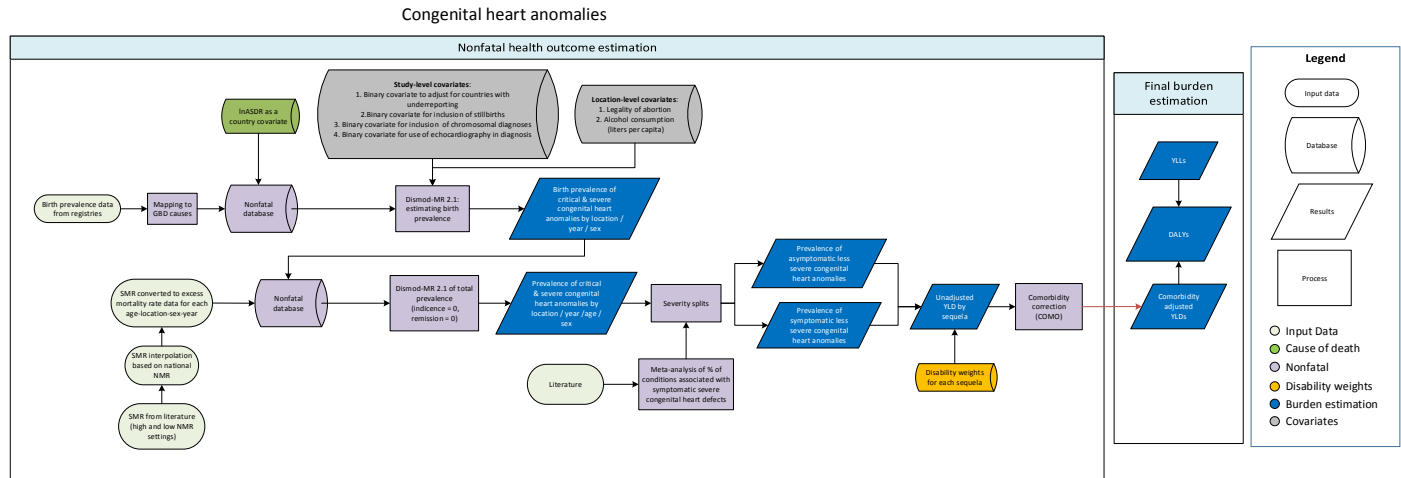 Congenital heart anomalies
Nonfatal health outcome estimation
lnASDR as a
country covariate
Study-level covariates:
1. Binary covariate to adjust for countries with
underreporting
2.Binary covariate for inclusion of stillbirths
3. Binary covariate for inclusion of chromosomal diagnoses
4. Binary covariate for use of echocardiography in diagnosis
Location-level covariates:
1. Legality of abortion
2. Alcohol consumption
(liters per capita)
Birth prevalence data
from registries
Mapping to
GBD causes
Nonfatal
database
Dismod-MR 2.1:
estimating birth
prevalence
Birth prevalence of
critical & severe
congenital heart
anomalies by location /
year / sex
SMR converted to excess
mortality rate data for each
age-location-sex-year
Nonfatal
database
Dismod-MR 2.1 of total
prevalence
(indicence = 0,
remission = 0)
Prevalence of critical
& severe congenital
heart anomalies by
location / year /age /
sex
Severity splits
Prevalence of
asymptomatic less
severe congenital
heart anomalies
Prevalence of
symptomatic less
severe congenital
heart anomalies
Unadjusted
YLD by
sequela
Comorbidity
correction
(COMO)
SMR interpolation
based on national
NMR
SMR from literature
(high and low NMR
settings)
Literature
Meta-analysis of % of
conditions associated with
symptomatic severe
congenital heart defects
Disability weights
for each sequela
Final burden
estimation
YLLs
DALYs
Comorbidity
adjusted
YLDs
Legend
Input data
Database
Results
Process
Input Data
Cause of death
Nonfatal
Disability weights
Burden estimation
Covariates